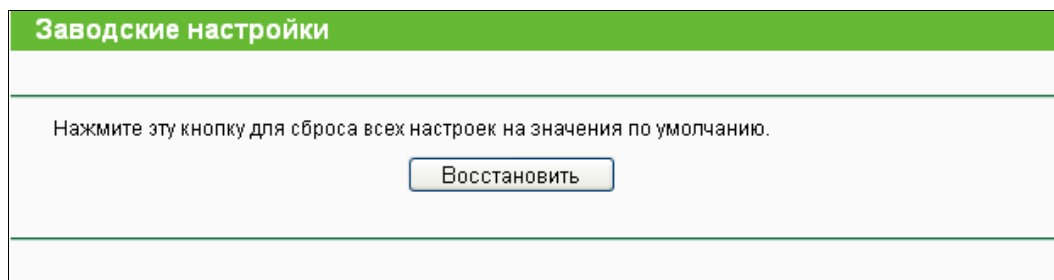 Заводские настройки
Нажмите эту кнопку для сброса всех настроек на значения по умолчанию.
Восстановить